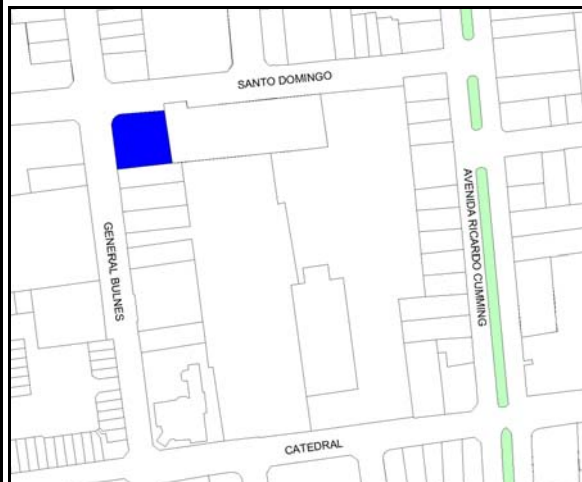 SANTO DOMINGO
GENERAL BULNES
AVENIDA RICARDO CUMMING
CATEDRAL